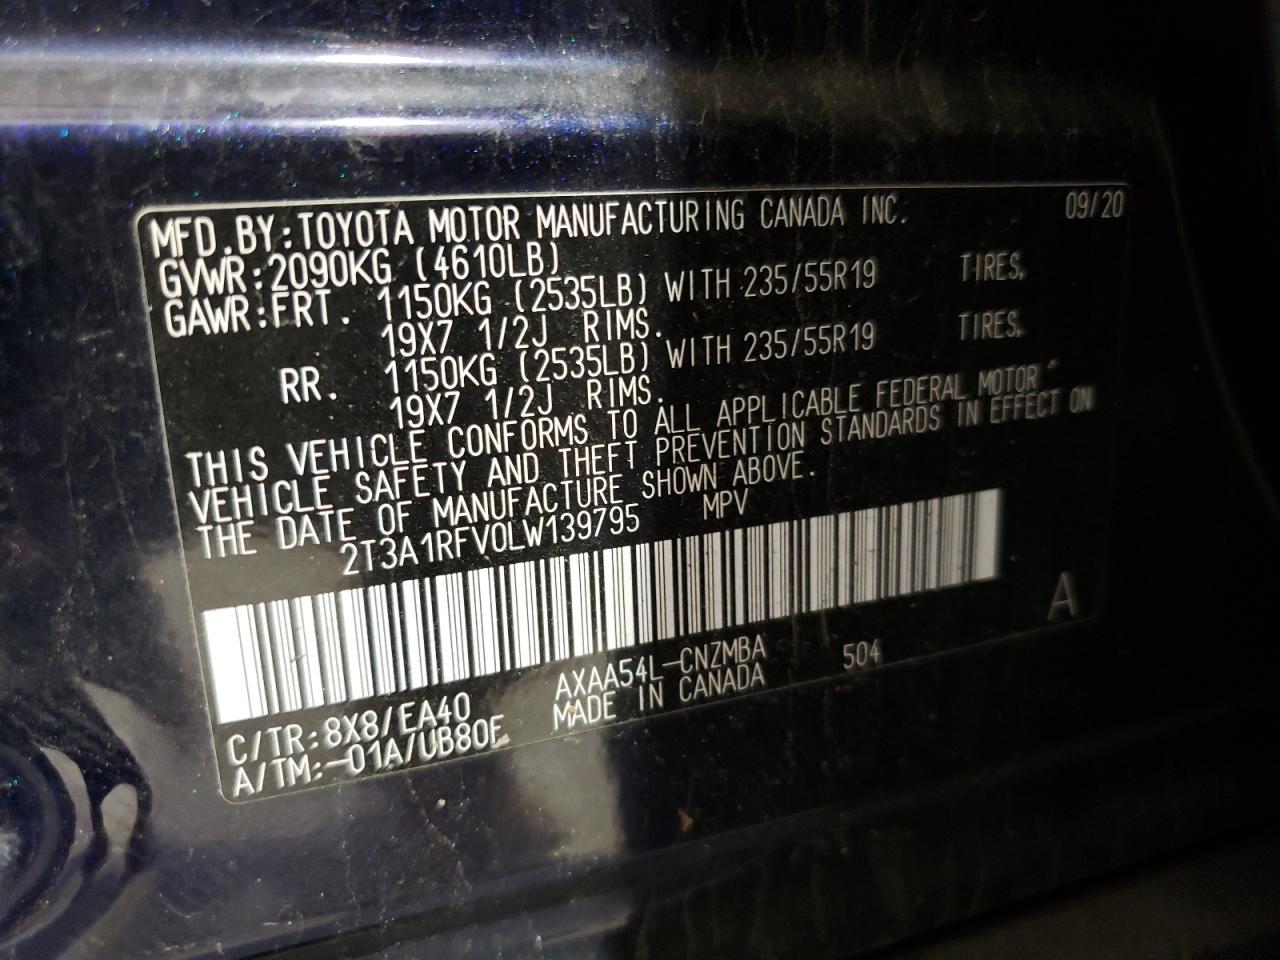 MFD.BY:TOYOTA MOTOR MANUFACTURING CANADA INC. 09/20
GVWR:2090KG (4610LB)
GAWR:FRT. 1150KG (2535LB) WITH 235/55R19 TIRES,
19X7 1/2J RIMS.
RR. 1150KG (2535LB) WITH 235/55R19 TIRES,
19X7 1/2J RIMS.
THIS VEHICLE CONFORMS TO ALL APPLICABLE FEDERAL MOTOR
VEHICLE SAFETY AND THEFT PREVENTION STANDARDS IN EFFECT ON
THE DATE OF MANUFACTURE SHOWN ABOVE.
2T3A1RFV0LW139795 MPV
A
AXAA54L-CNZMBA 504
C/TR:8X8/EA40 MADE IN CANADA
A/TM:-01A/UB80F